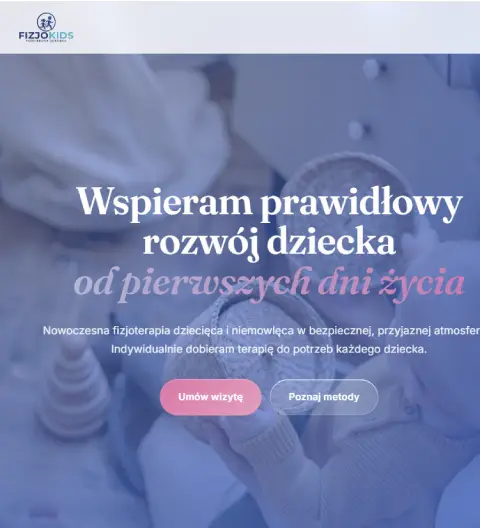 FIZJOKIDS
Wspieram prawidłowy
rozwój dziecka
od pierwszych dni życia
Nowoczesna fizjoterapia dziecięca i niemowlęca w bezpiecznej, przyjaznej atmosfer
Indywidualnie dobieram terapię do potrzeb każdego dziecka.
Umów wizytę
Poznaj metody